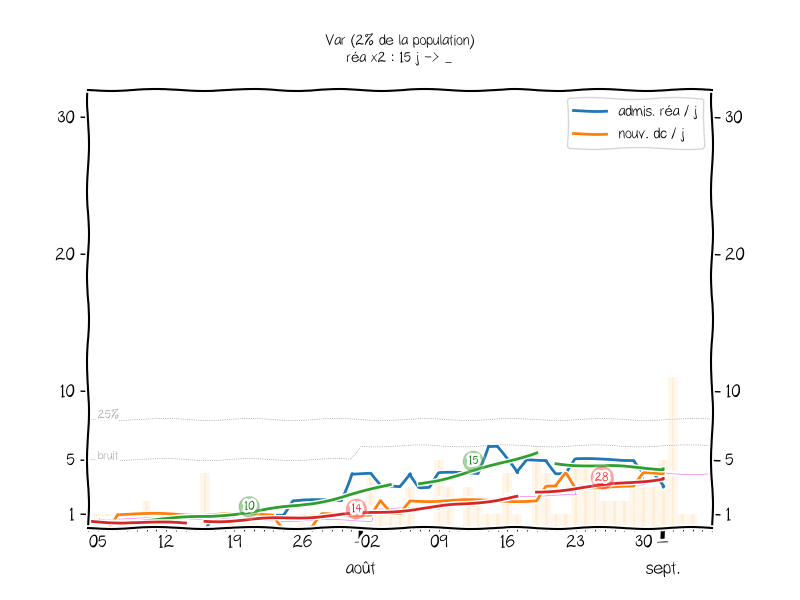 Var (2% de la population)
réa x2 : 15 j -> _
admis. réa / j
nouv. dc / j
30
30
20
20
10
10
25%
bruit
5
5
15
28
10
14
1
1
05 12 19 26 02 09 16 23 30
août sept.